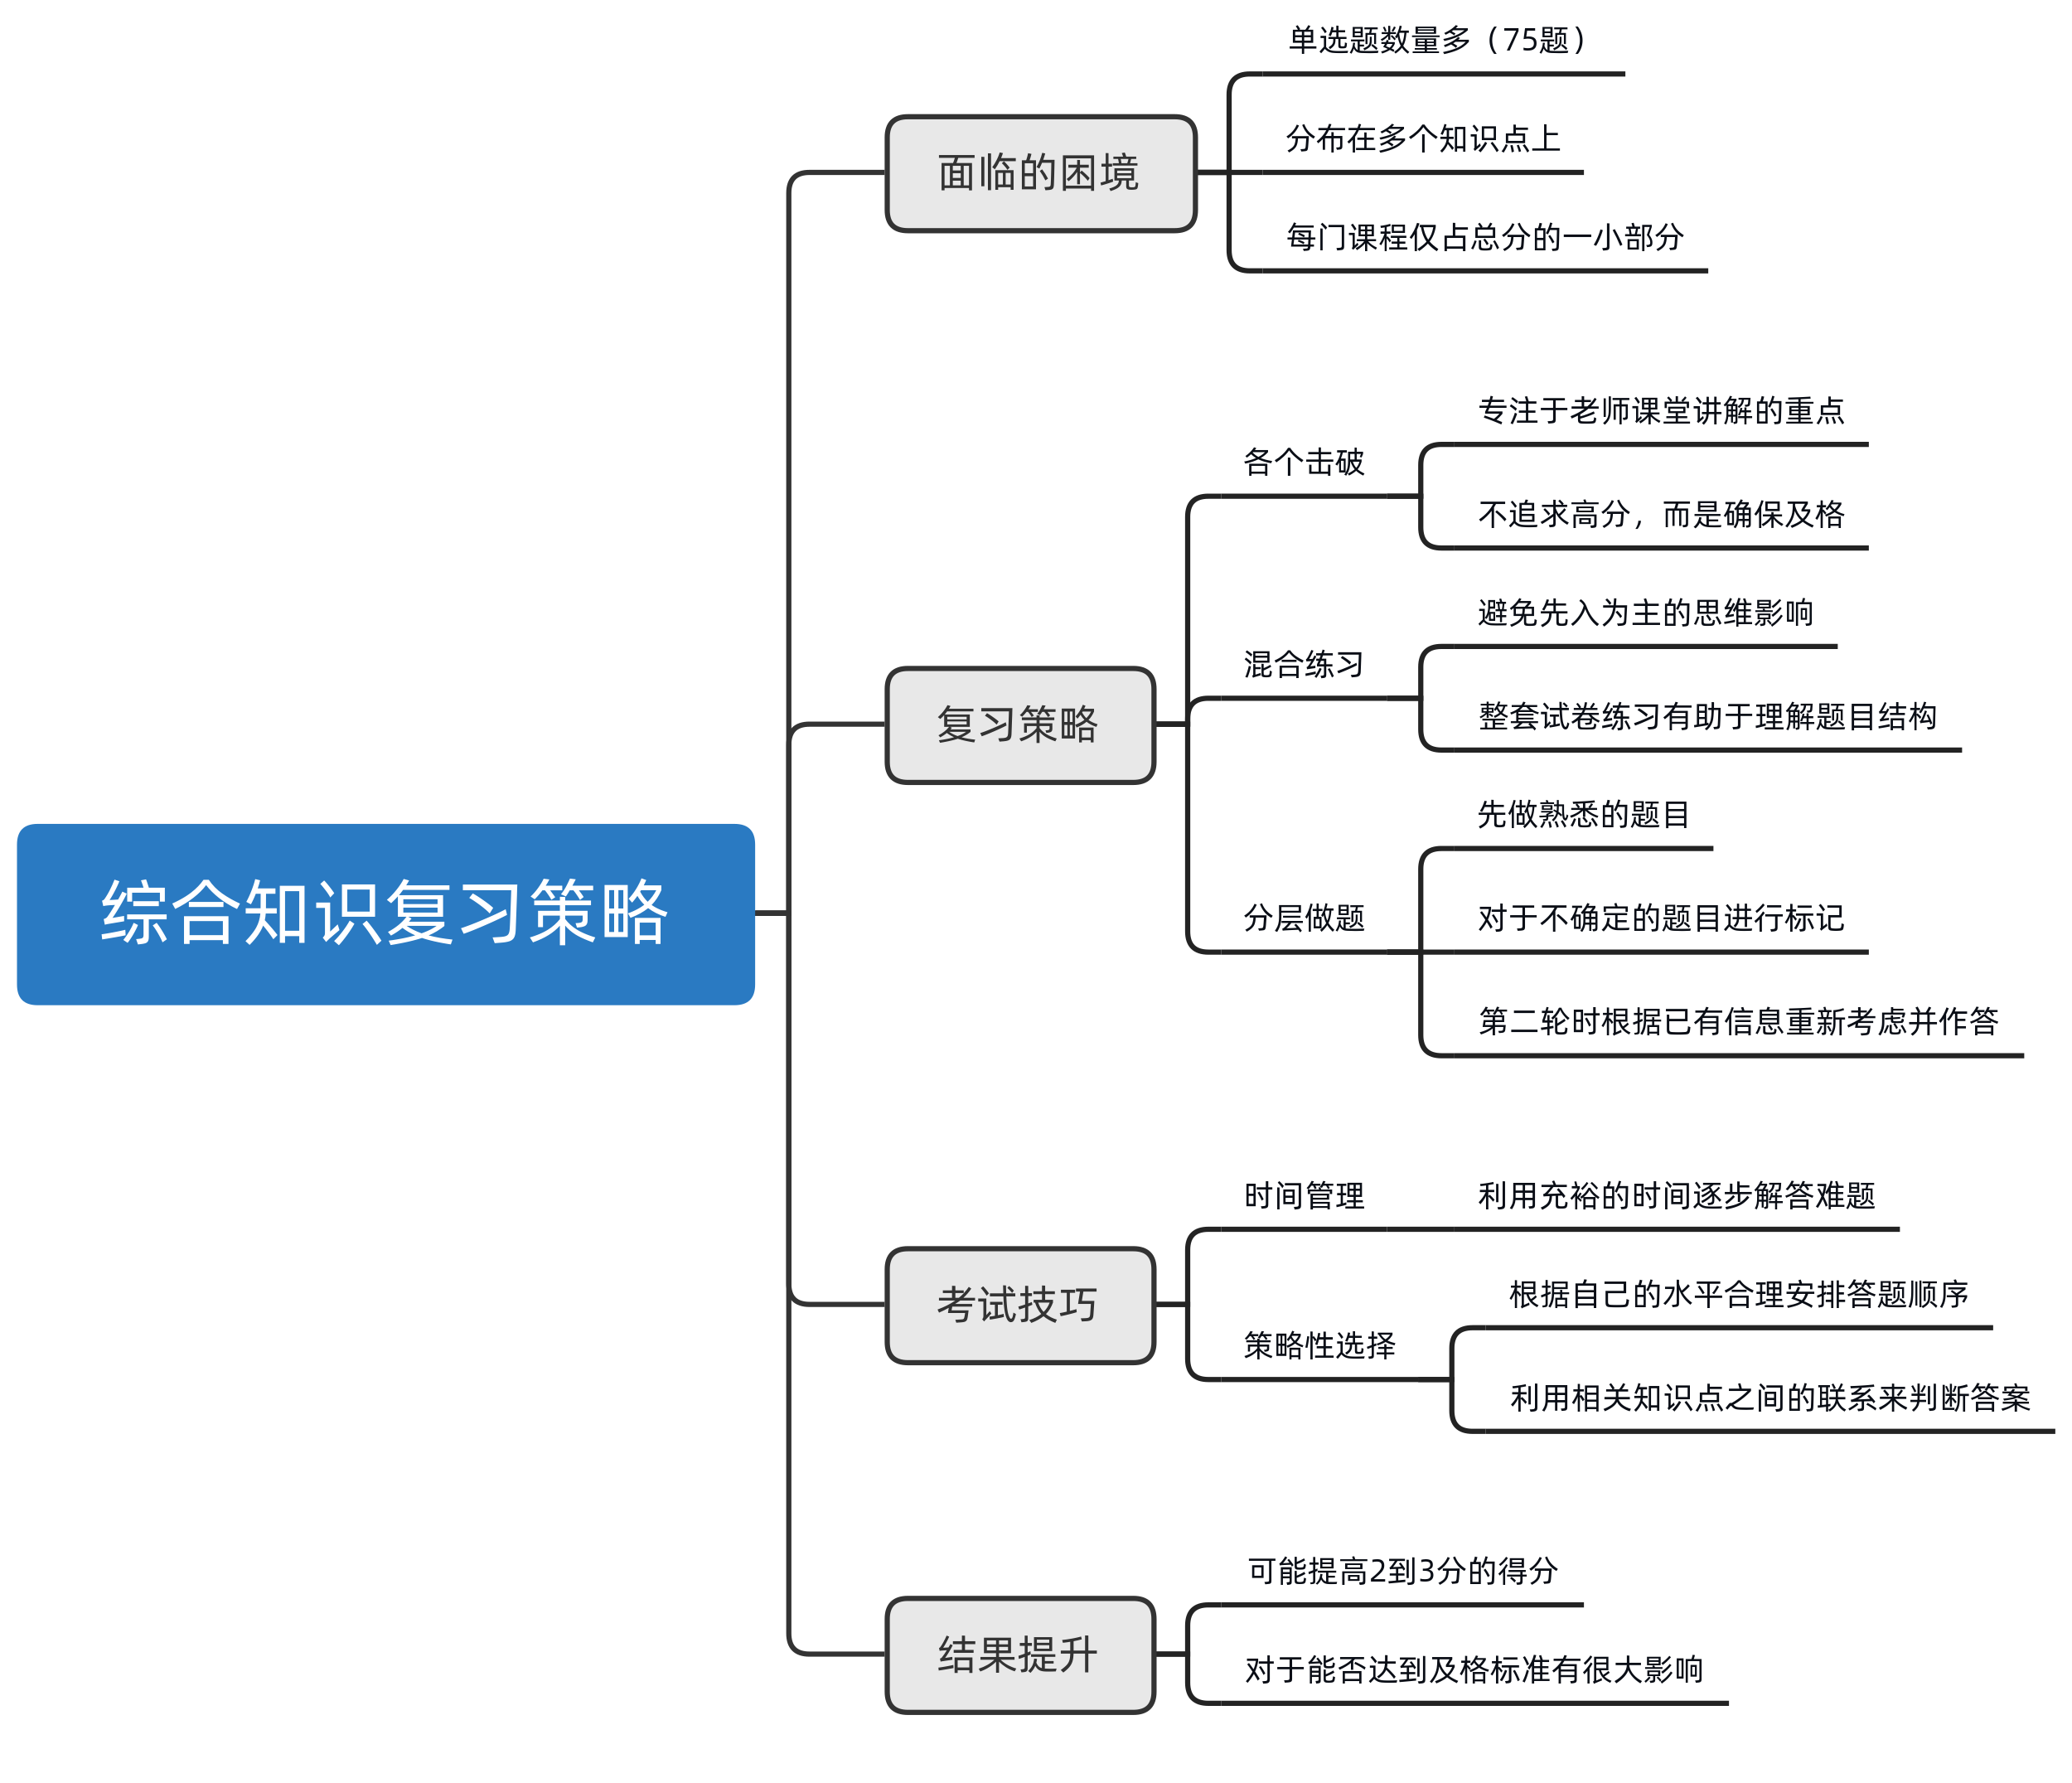 综合知识复习策略
面临的困境
单选题数量多（75题）
分布在多个知识点上
每门课程仅占总分的一小部分
复习策略
各个击破
专注于老师课堂讲解的重点
不追求高分，而是确保及格
混合练习
避免先入为主的思维影响
整套试卷练习有助于理解题目结构
分层做题
先做熟悉的题目
对于不确定的题目进行标记
第二轮时根据已有信息重新考虑并作答
考试技巧
时间管理
利用充裕的时间逐步解答难题
策略性选择
根据自己的水平合理安排答题顺序
利用相关知识点之间的联系来判断答案
结果提升
可能提高2到3分的得分
对于能否达到及格标准有很大影响